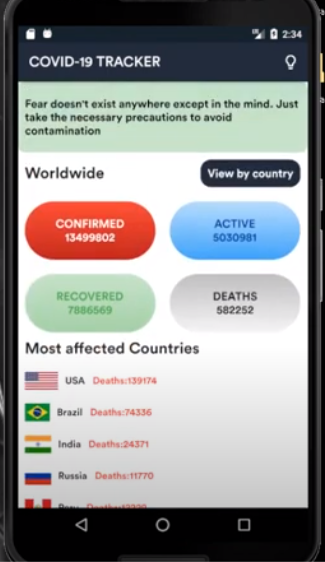 2:34
COVID-19 TRACKER
Fear doesn't exist anywhere except in the mind. Just
take the necessary precautions to avoid
contamination
Worldwide
View by country
CONFIRMED
13499802
ACTIVE
5030981
RECOVERED
7886569
DEATHS
582252
Most affected Countries
USA Deaths:139174
Brazil Deaths:74336
India Deaths:24371
Russia Deaths:11770